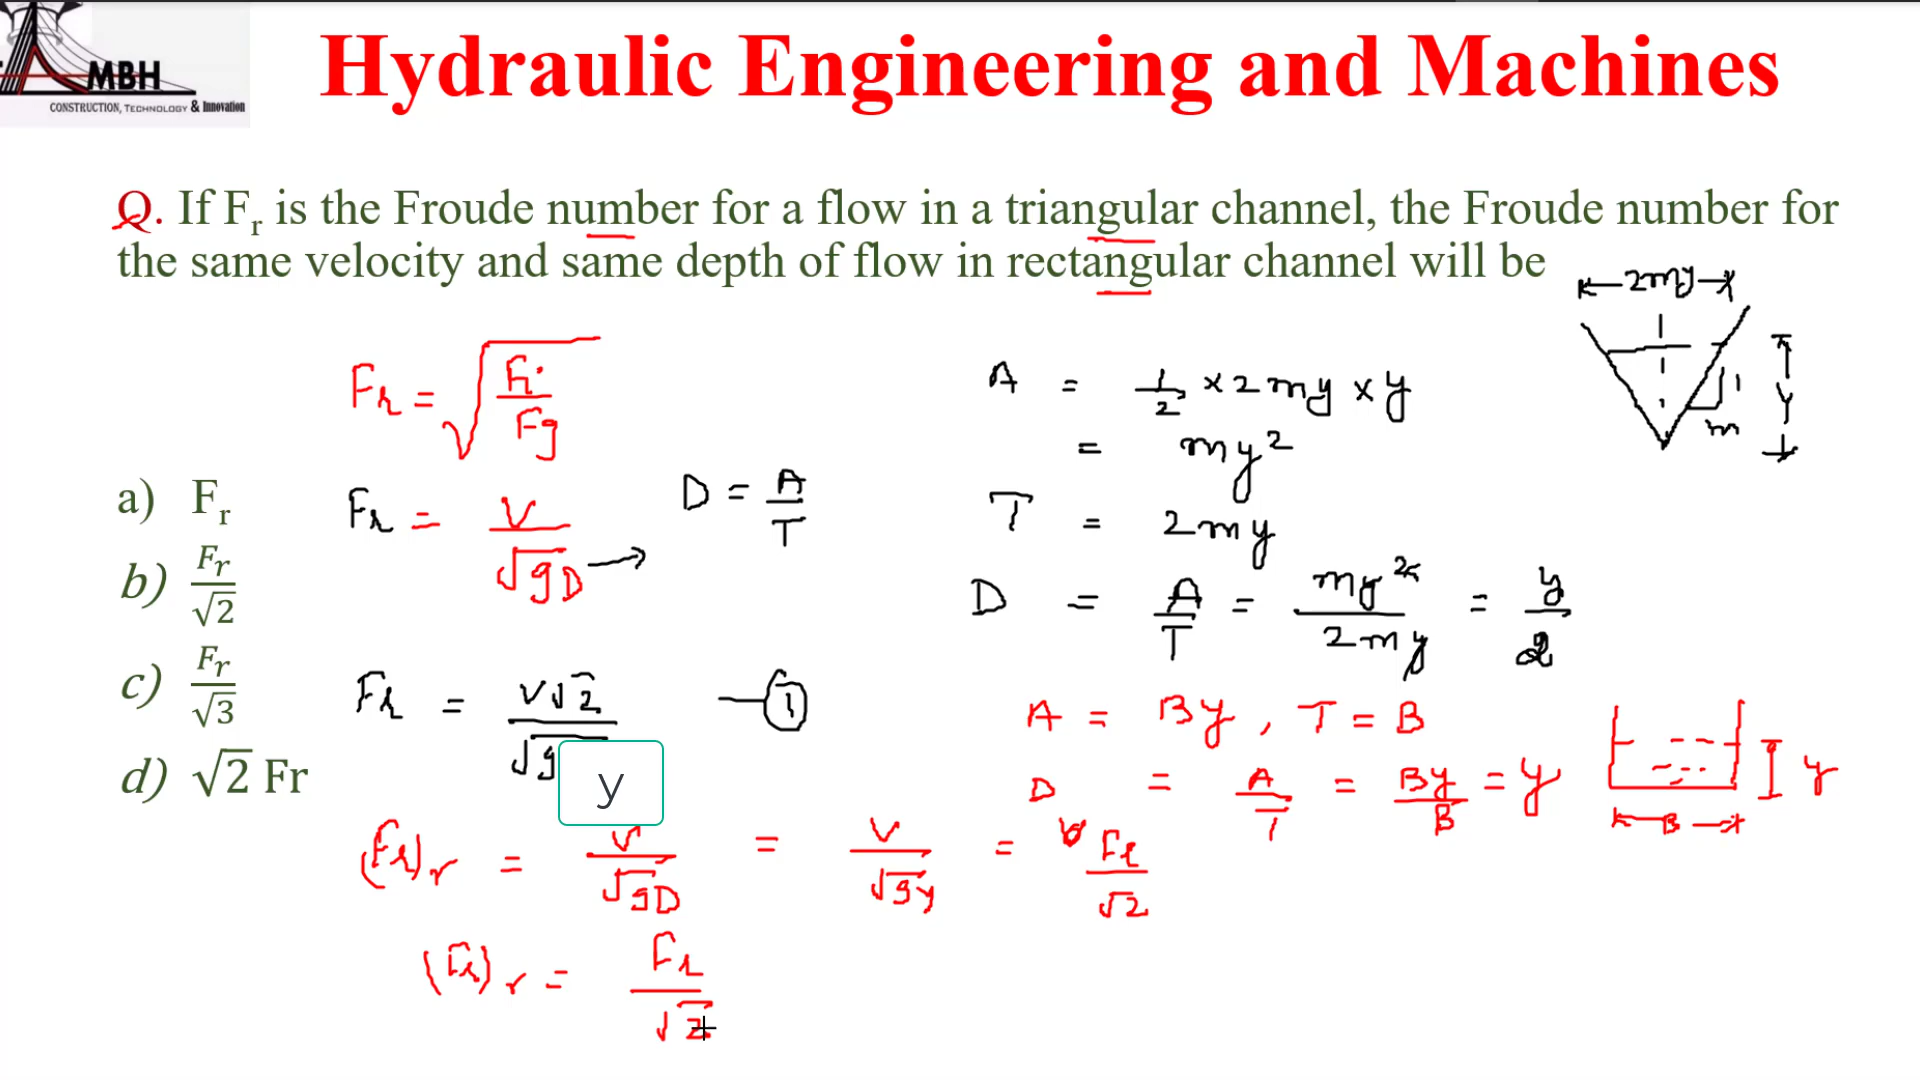 MBH
CONSTRUCTION, TECHNOLOGY & Innovation
Hydraulic Engineering and Machines
Q. If Fr is the Froude number for a flow in a triangular channel, the Froude number for
the same velocity and same depth of flow in rectangular channel will be
a) Fr
b) Fr/√2
c) Fr/√3
d) √2 Fr
Fr = √(Fi/Fg)
Fr = V/√gD → D = A/T
Fr = V√2/√gy — ①
(Fr)r = V/√gD = V/√gy = Fr/√2
(Fr)r = Fr/√2
A = 1/2 × 2my × y
= my²
T = 2my
D = A/T = my²/2my = y/2
A = By, T = B
D = A/T = By/B = y
2my
1
m
y
y
B